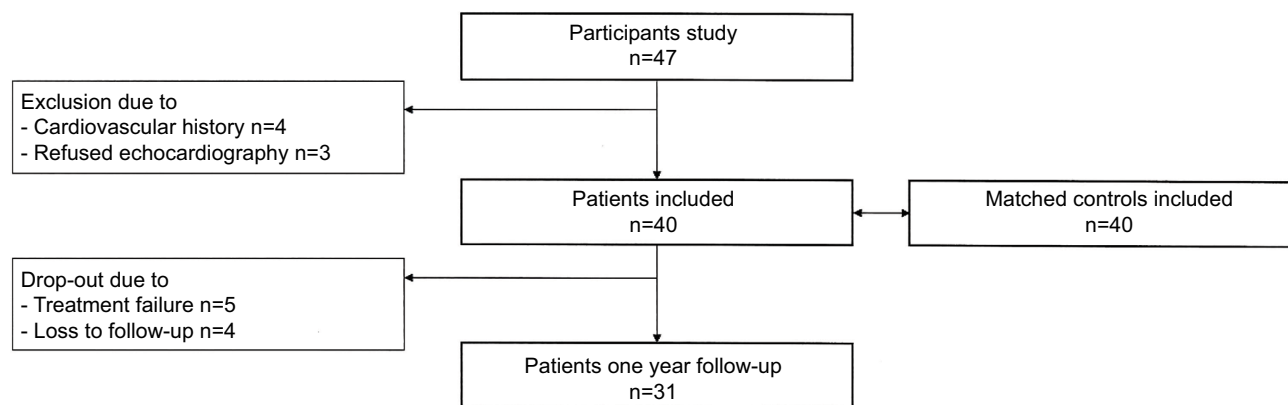 Participants study
n=47
Exclusion due to
- Cardiovascular history n=4
- Refused echocardiography n=3
Patients included
n=40
Matched controls included
n=40
Drop-out due to
- Treatment failure n=5
- Loss to follow-up n=4
Patients one year follow-up
n=31